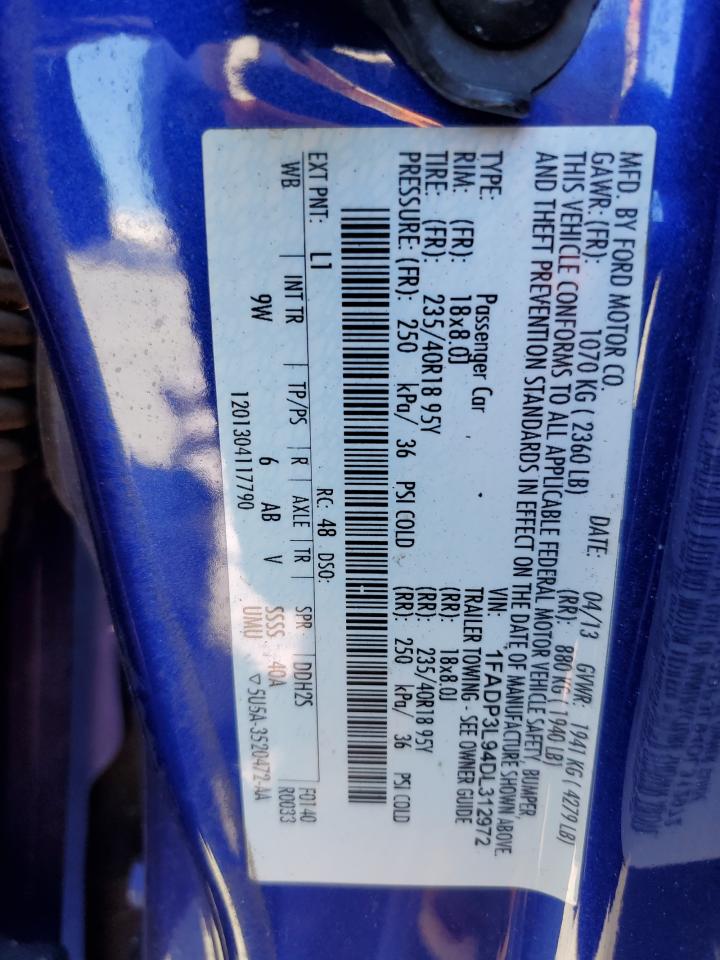 MFD. BY FORD MOTOR CO.
DATE: 04/13 GVWR: 1941 KG ( 4279 LB)
GAWR: (FR): 1070 KG ( 2360 LB) (RR): 880 KG ( 1940 LB)
THIS VEHICLE CONFORMS TO ALL APPLICABLE FEDERAL MOTOR VEHICLE SAFETY, BUMPER,
AND THEFT PREVENTION STANDARDS IN EFFECT ON THE DATE OF MANUFACTURE SHOWN ABOVE.
VIN: 1FADP3L94DL312972
TYPE: Passenger Car TRAILER TOWING - SEE OWNER GUIDE
RIM: (FR): 18x8.0J (RR): 18x8.0J
TIRE: (FR): 235/40R18 95Y (RR): 235/40R18 95Y
PRESSURE: (FR): 250 kPa/ 36 PSI COLD (RR): 250 kPa/ 36 PSI COLD
EXT PNT: L1 RC: 48 DSO: F0140
WB | INT TR | TP/PS | R | AXLE | TR | SPR | DDH2S R0033
9W 6 AB V SSSS 40A
UMU
1201304117790 ▽5U5A-3520472-AA